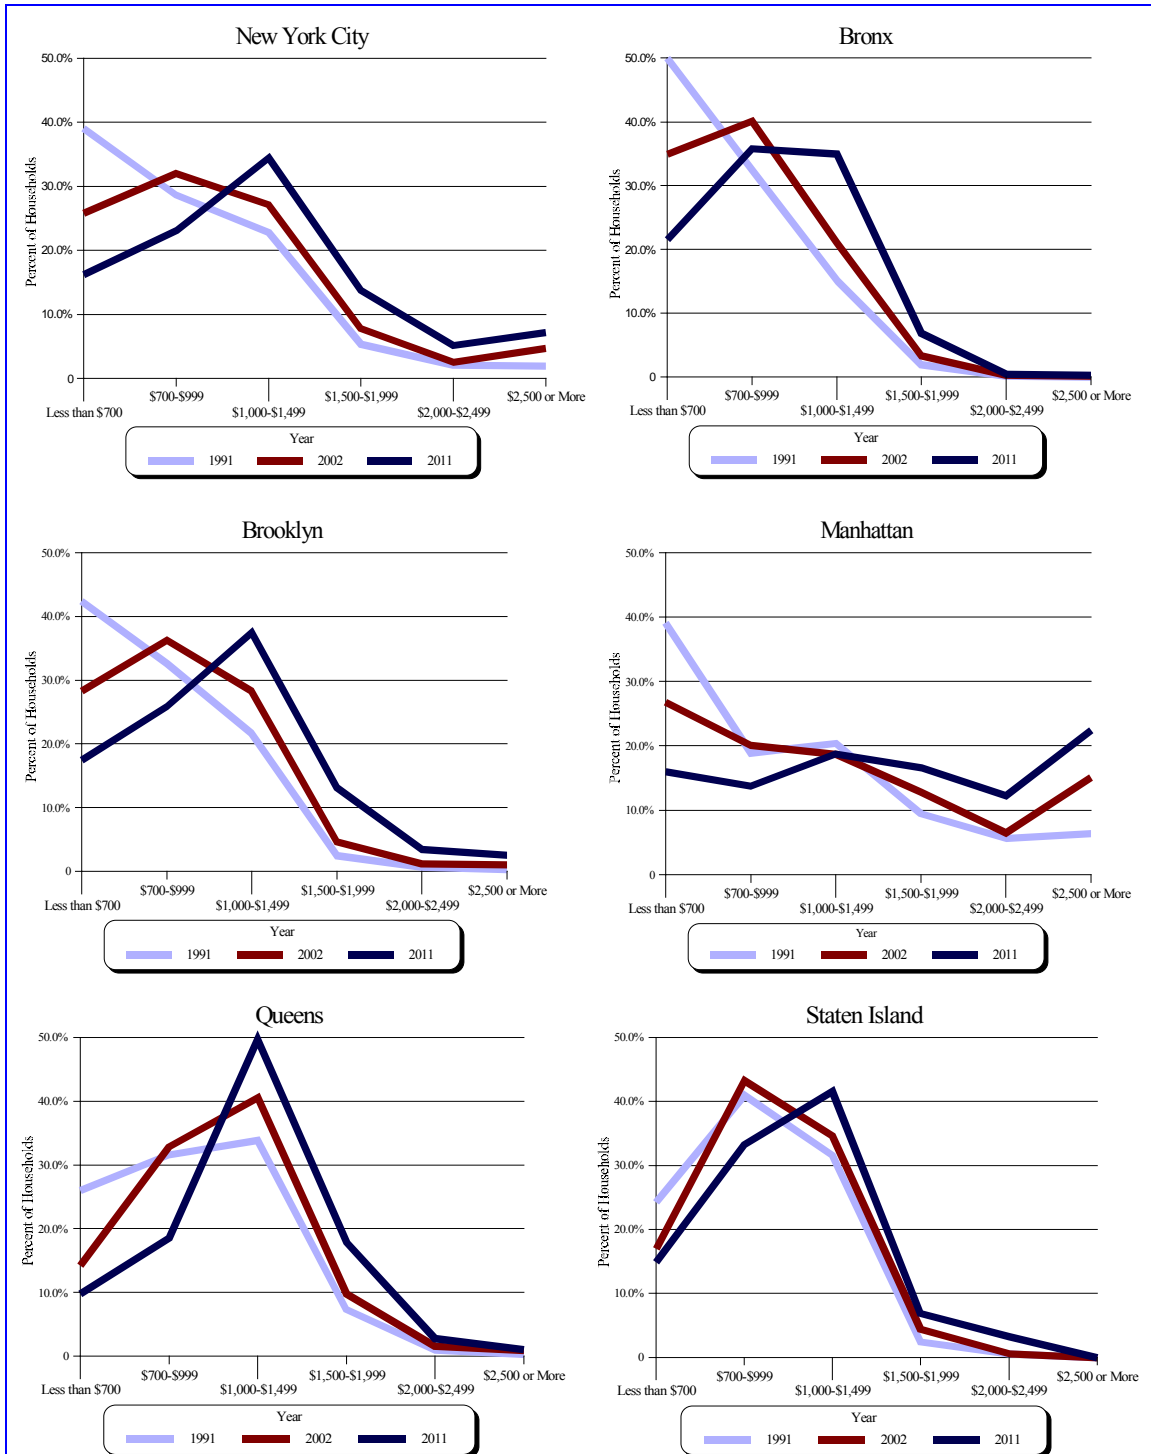 New York City
50.0%
40.0%
30.0%
20.0%
10.0%
0
Percent of Households
Less than $700
$700-$999
$1,000-$1,499
$1,500-$1,999
$2,000-$2,499
$2,500 or More
Year
1991 2002 2011
Bronx
50.0%
40.0%
30.0%
20.0%
10.0%
0
Percent of Households
Less than $700
$700-$999
$1,000-$1,499
$1,500-$1,999
$2,000-$2,499
$2,500 or More
Year
1991 2002 2011
Brooklyn
50.0%
40.0%
30.0%
20.0%
10.0%
0
Percent of Households
Less than $700
$700-$999
$1,000-$1,499
$1,500-$1,999
$2,000-$2,499
$2,500 or More
Year
1991 2002 2011
Manhattan
50.0%
40.0%
30.0%
20.0%
10.0%
0
Percent of Households
Less than $700
$700-$999
$1,000-$1,499
$1,500-$1,999
$2,000-$2,499
$2,500 or More
Year
1991 2002 2011
Queens
50.0%
40.0%
30.0%
20.0%
10.0%
0
Percent of Households
Less than $700
$700-$999
$1,000-$1,499
$1,500-$1,999
$2,000-$2,499
$2,500 or More
Year
1991 2002 2011
Staten Island
50.0%
40.0%
30.0%
20.0%
10.0%
0
Percent of Households
Less than $700
$700-$999
$1,000-$1,499
$1,500-$1,999
$2,000-$2,499
$2,500 or More
Year
1991 2002 2011